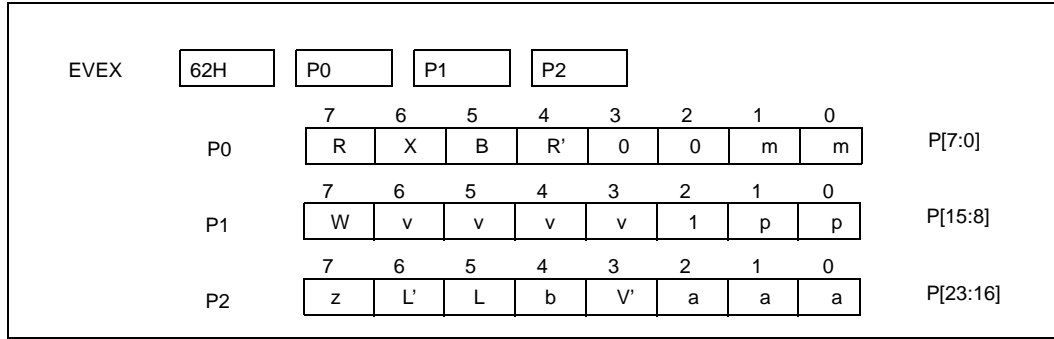 EVEX 62H P0 P1 P2
7 6 5 4 3 2 1 0
P0 R X B R’ 0 0 m m P[7:0]
7 6 5 4 3 2 1 0
P1 W v v v v 1 p p P[15:8]
7 6 5 4 3 2 1 0
P2 z L’ L b V’ a a a P[23:16]